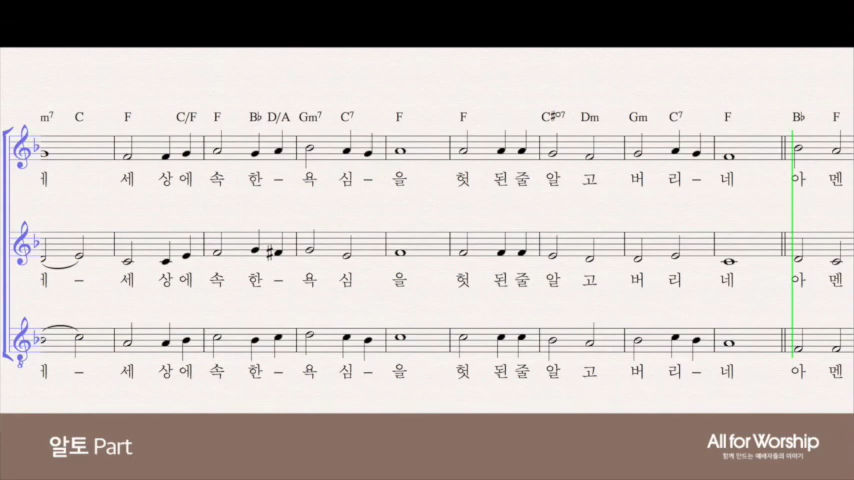 m7 C F C/F F B♭ D/A Gm7 C7 F F C♯o7 Dm Gm C7 F B♭ F
세 상 에 속 한 – 욕 심 – 을 헛 된 줄 알 고 버 리 – 네 아 멘
– 세 상 에 속 한 – 욕 심 을 헛 된 줄 알 고 버 리 네 아 멘
– 세 상 에 속 한 – 욕 심 – 을 헛 된 줄 알 고 버 리 – 네 아 멘
알토 Part
All for Worship
함께 만드는 예배자들의 이야기